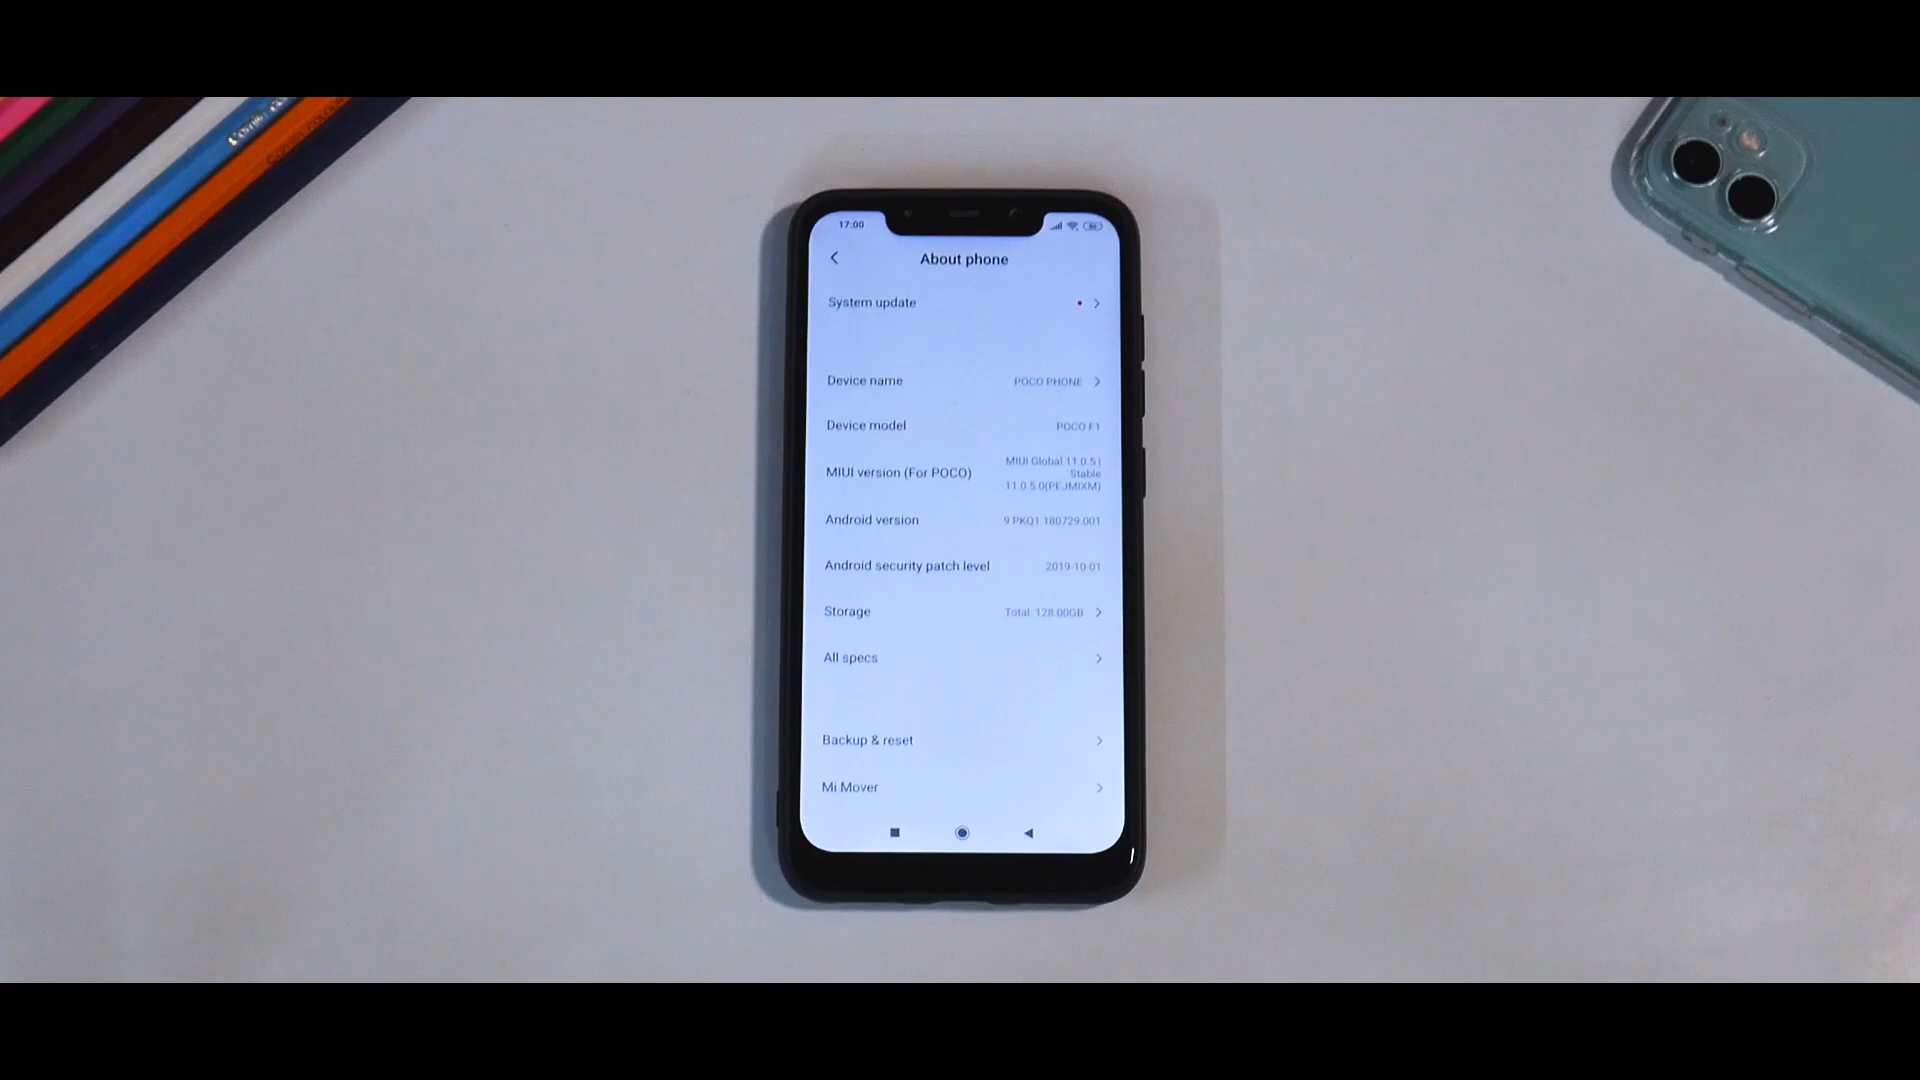 17:00
About phone
System update
Device name
POCO PHONE
Device model
POCO F1
MIUI version (For POCO)
MIUI Global 11.0.5 |
Stable
11.0.5.0(PEJMIXM)
Android version
9 PKQ1.180729.001
Android security patch level
2019-10-01
Storage
Total: 128.00GB
All specs
Backup & reset
Mi Mover